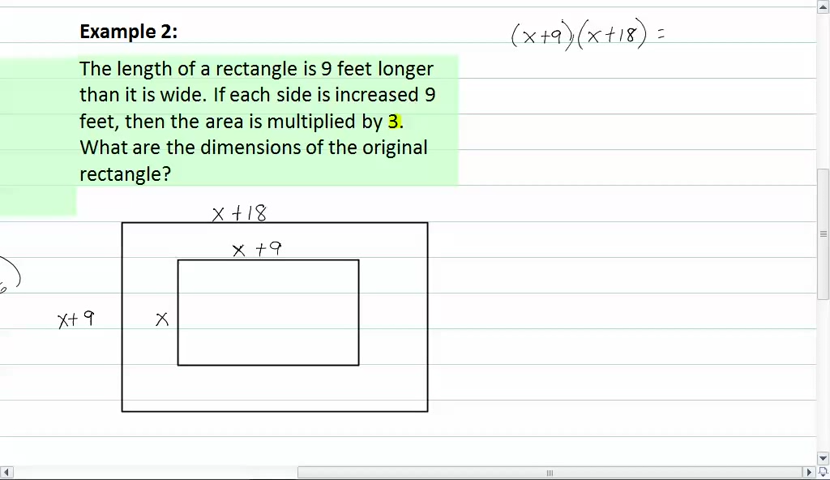 Example 2:
(x+9)(x+18) =
The length of a rectangle is 9 feet longer
than it is wide. If each side is increased 9
feet, then the area is multiplied by 3.
What are the dimensions of the original
rectangle?
x+18
x+9
x+9
x